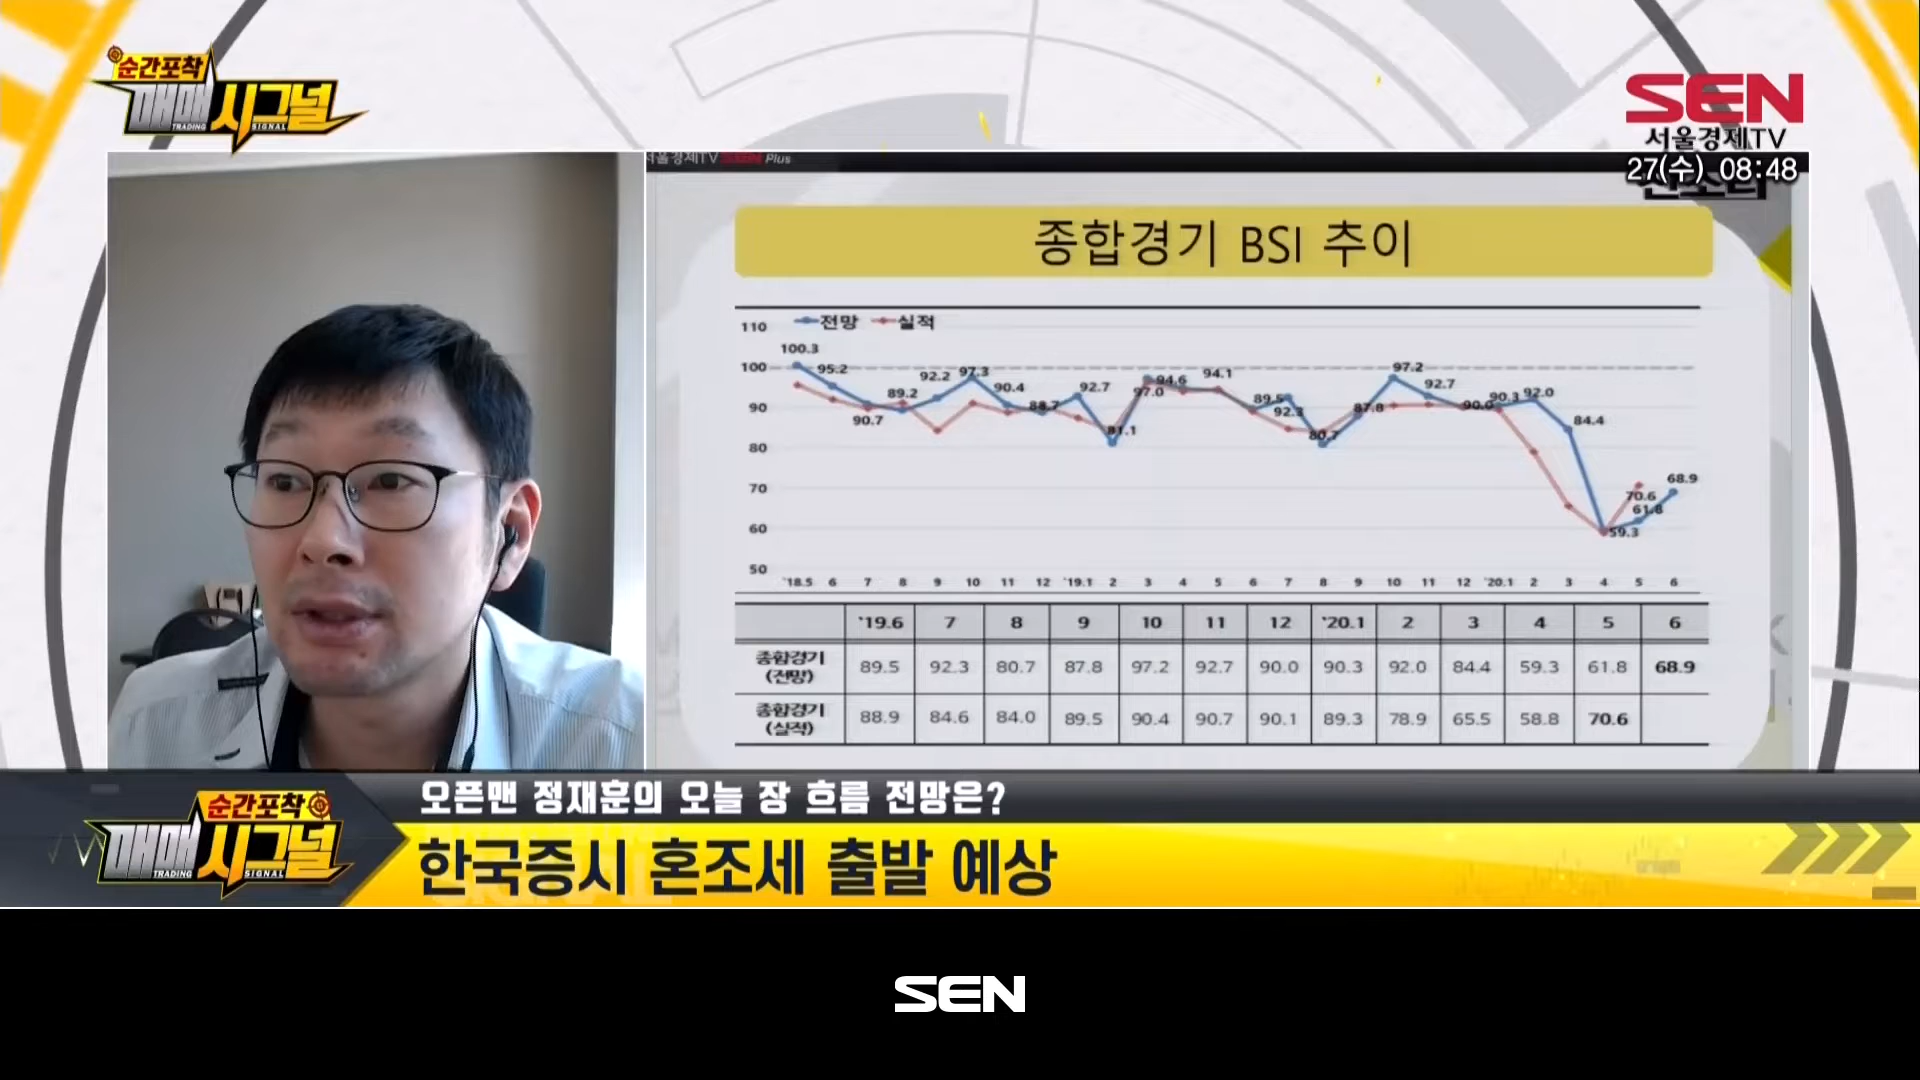 순간포착
매매시그널
TRADING SIGNAL
SEN
서울경제TV
27(수) 08:48
서울경제TV SEN Plus
종합경기 BSI 추이
전망 실적
110
100
90
80
70
60
50
100.3 95.2 90.7 89.2 92.2 97.3 90.4 88.7 92.7 81.1 97.0 94.6 94.1 89.5 92.3 80.7 87.8 97.2 92.7 90.0 90.3 92.0 84.4 59.3 61.8 70.6 68.9
'18.5 6 7 8 9 10 11 12 '19.1 2 3 4 5 6 7 8 9 10 11 12 '20.1 2 3 4 5 6
'19.6 7 8 9 10 11 12 '20.1 2 3 4 5 6
종합경기
(전망) 89.5 92.3 80.7 87.8 97.2 92.7 90.0 90.3 92.0 84.4 59.3 61.8 68.9
종합경기
(실적) 88.9 84.6 84.0 89.5 90.4 90.7 90.1 89.3 78.9 65.5 58.8 70.6
순간포착
매매시그널
TRADING SIGNAL
오픈맨 정재훈의 오늘 장 흐름 전망은?
한국증시 혼조세 출발 예상
SEN